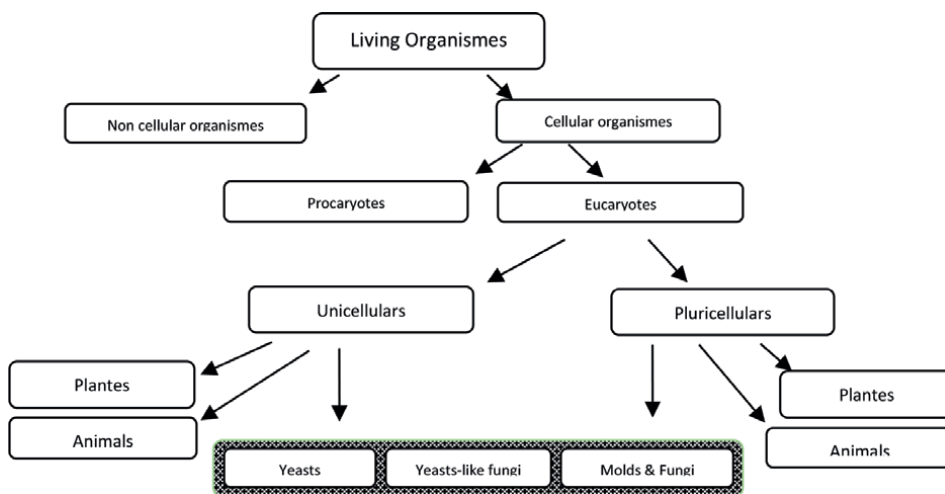 Living Organismes
Non cellular organismes
Cellular organismes
Procaryotes
Eucaryotes
Unicellulars
Pluricellulars
Plantes
Plantes
Animals
Animals
Yeasts
Yeasts-like fungi
Molds & Fungi